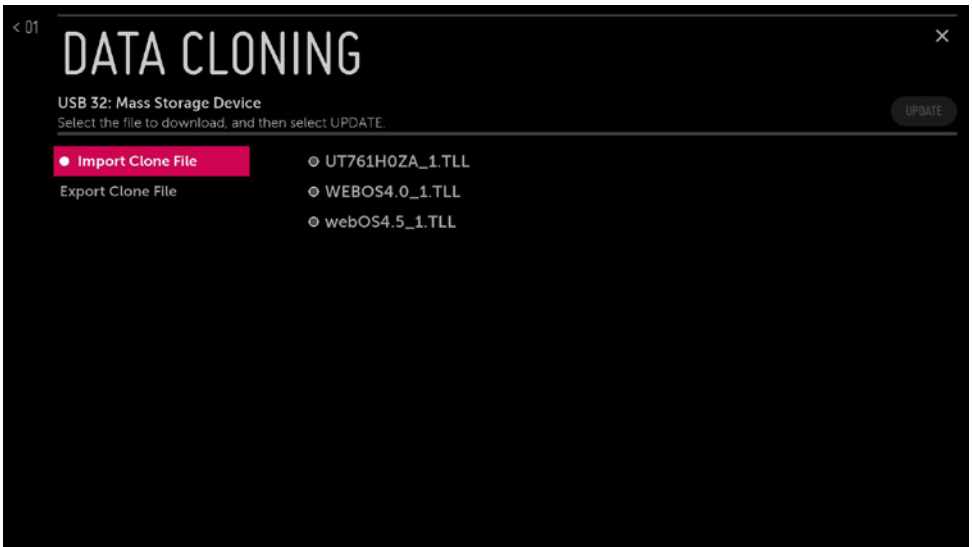 < 01
DATA CLONING
USB 32: Mass Storage Device
Select the file to download, and then select UPDATE.
UPDATE
Import Clone File
Export Clone File
UT761H0ZA_1.TLL
WEBOS4.0_1.TLL
webOS4.5_1.TLL